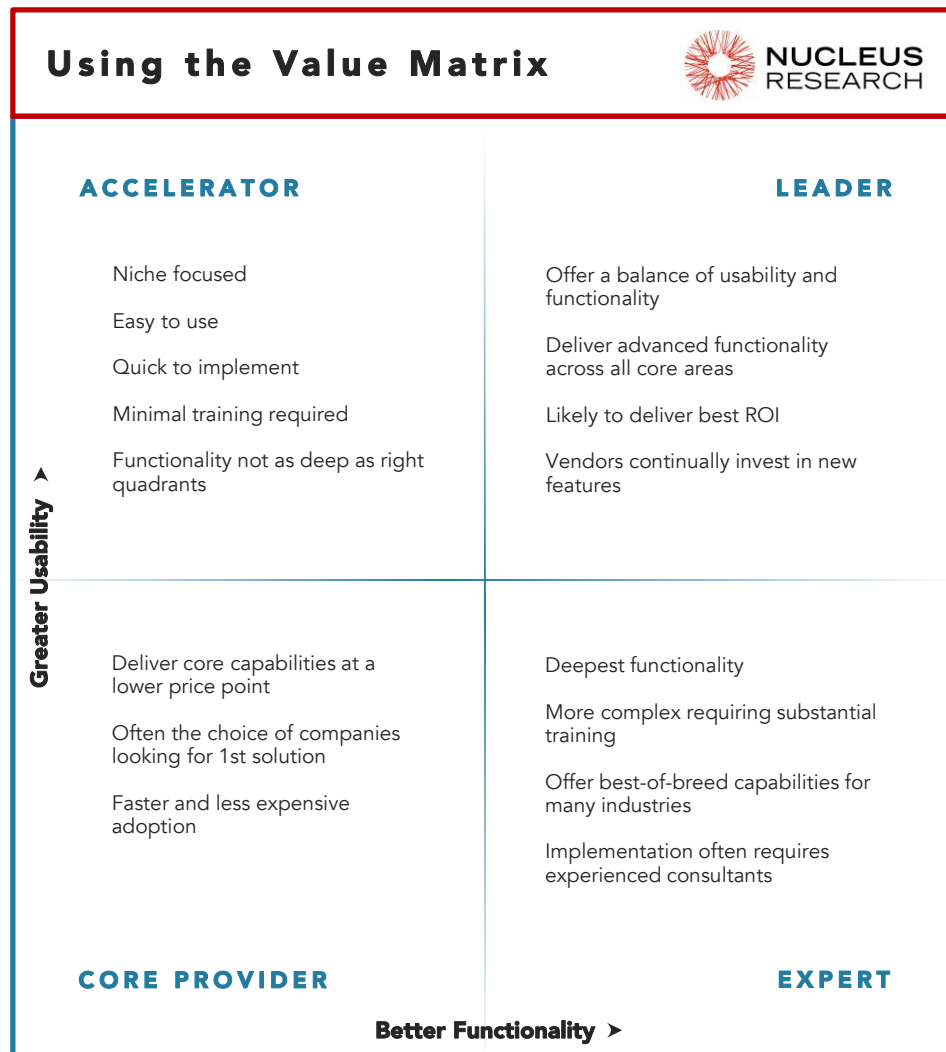 Using the Value Matrix
NUCLEUS
RESEARCH
ACCELERATOR
Niche focused
Easy to use
Quick to implement
Minimal training required
Functionality not as deep as right
quadrants
LEADER
Offer a balance of usability and
functionality
Deliver advanced functionality
across all core areas
Likely to deliver best ROI
Vendors continually invest in new
features
Greater Usability ➤
Deliver core capabilities at a
lower price point
Often the choice of companies
looking for 1st solution
Faster and less expensive
adoption
CORE PROVIDER
Deepest functionality
More complex requiring substantial
training
Offer best-of-breed capabilities for
many industries
Implementation often requires
experienced consultants
EXPERT
Better Functionality ➤